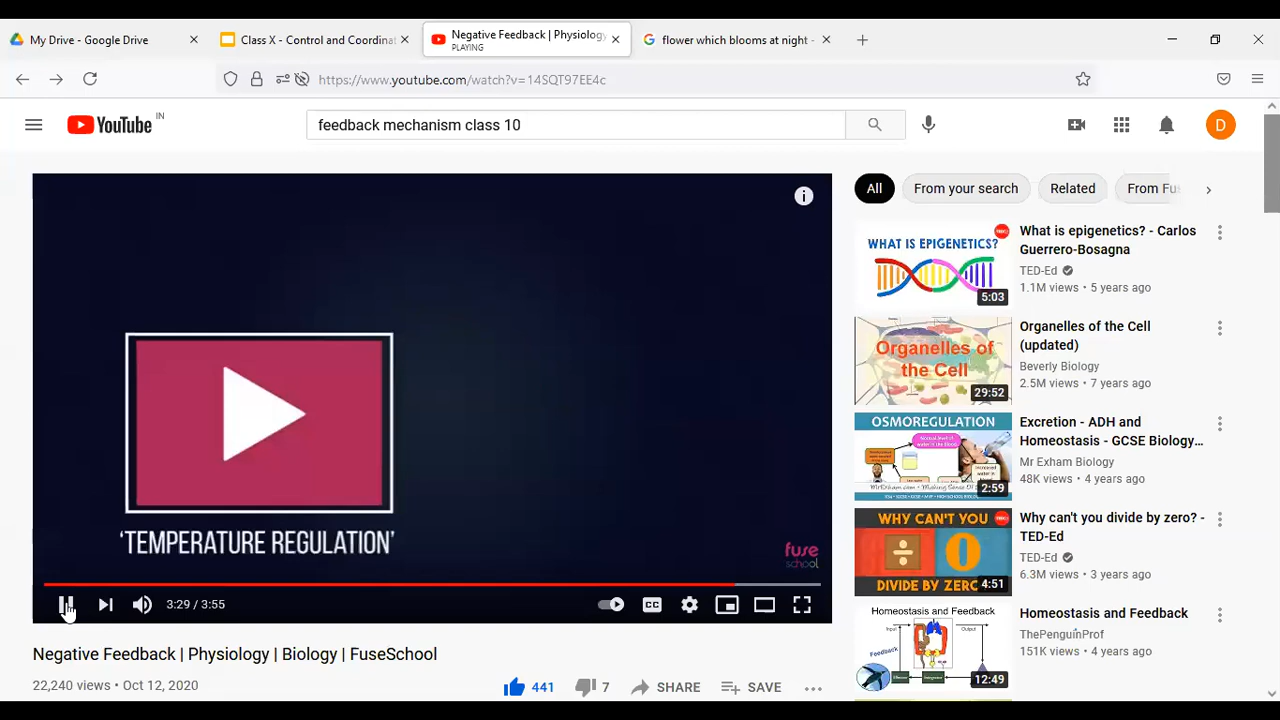 My Drive - Google Drive
Class X - Control and Coordinat
Negative Feedback | Physiology
PLAYING
flower which blooms at night -
https://www.youtube.com/watch?v=14SQT97EE4c
YouTube IN
feedback mechanism class 10
D
All
From your search
Related
From Fu
WHAT IS EPIGENETICS?
5:03
What is epigenetics? - Carlos
Guerrero-Bosagna
TED-Ed
1.1M views • 5 years ago
Organelles of
the Cell
29:52
Organelles of the Cell
(updated)
Beverly Biology
2.5M views • 7 years ago
OSMOREGULATION
2:59
Excretion - ADH and
Homeostasis - GCSE Biology...
Mr Exham Biology
48K views • 4 years ago
WHY CAN'T YOU
DIVIDE BY ZERO
4:51
Why can't you divide by zero? -
TED-Ed
TED-Ed
6.3M views • 3 years ago
Homeostasis and Feedback
Input
Output
Feedback
12:49
Homeostasis and Feedback
ThePenguinProf
151K views • 4 years ago
'TEMPERATURE REGULATION'
fuse
school
3:29 / 3:55
CC
Negative Feedback | Physiology | Biology | FuseSchool
22,240 views • Oct 12, 202
441
7
SHARE
SAVE